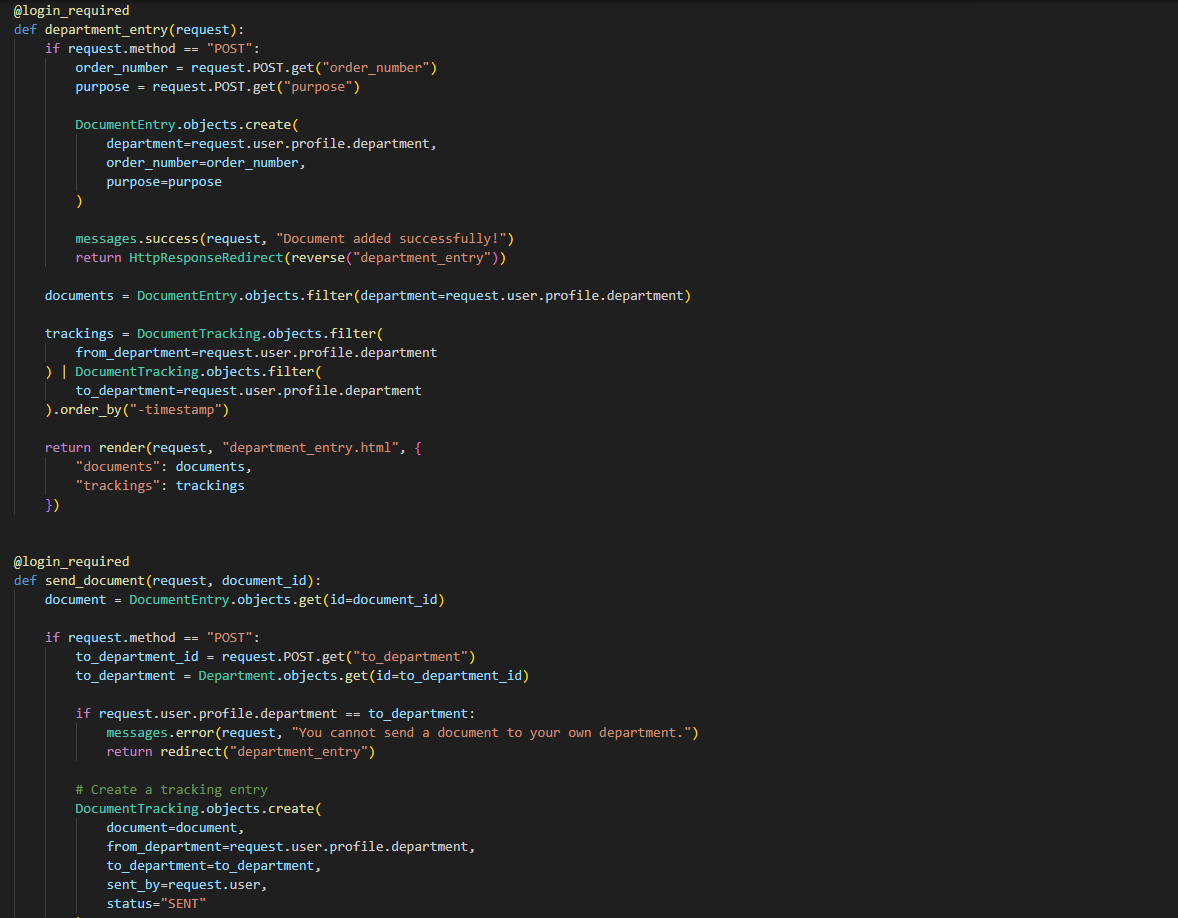 @login_required
def department_entry(request):
    if request.method == "POST":
        order_number = request.POST.get("order_number")
        purpose = request.POST.get("purpose")

        DocumentEntry.objects.create(
            department=request.user.profile.department,
            order_number=order_number,
            purpose=purpose
        )

        messages.success(request, "Document added successfully!")
        return HttpResponseRedirect(reverse("department_entry"))

    documents = DocumentEntry.objects.filter(department=request.user.profile.department)

    trackings = DocumentTracking.objects.filter(
        from_department=request.user.profile.department
    ) | DocumentTracking.objects.filter(
        to_department=request.user.profile.department
    ).order_by("-timestamp")

    return render(request, "department_entry.html", {
        "documents": documents,
        "trackings": trackings
    })


@login_required
def send_document(request, document_id):
    document = DocumentEntry.objects.get(id=document_id)

    if request.method == "POST":
        to_department_id = request.POST.get("to_department")
        to_department = Department.objects.get(id=to_department_id)

        if request.user.profile.department == to_department:
            messages.error(request, "You cannot send a document to your own department.")
            return redirect("department_entry")

        # Create a tracking entry
        DocumentTracking.objects.create(
            document=document,
            from_department=request.user.profile.department,
            to_department=to_department,
            sent_by=request.user,
            status="SENT"